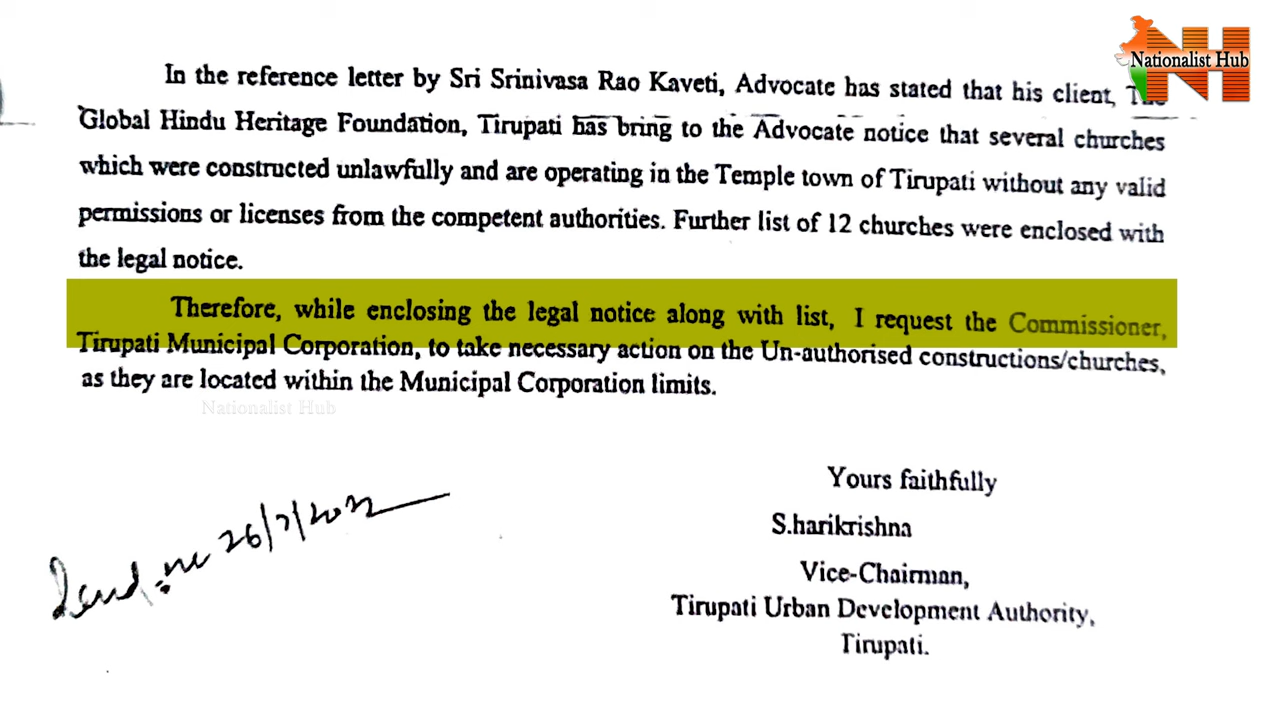 Nationalist Hub
In the reference letter by Sri Srinivasa Rao Kaveti, Advocate has stated that his client, The
Global Hindu Heritage Foundation, Tirupati has bring to the Advocate notice that several churches
which were constructed unlawfully and are operating in the Temple town of Tirupati without any valid
permissions or licenses from the competent authorities. Further list of 12 churches were enclosed with
the legal notice.
Therefore, while enclosing the legal notice along with list, I request the Commissioner,
Tirupati Municipal Corporation, to take necessary action on the Un-authorised constructions/churches,
as they are located within the Municipal Corporation limits.
Nationalist Hub
Yours faithfully
S.harikrishna
Vice-Chairman,
Tirupati Urban Development Authority,
Tirupati.
26/7/2022